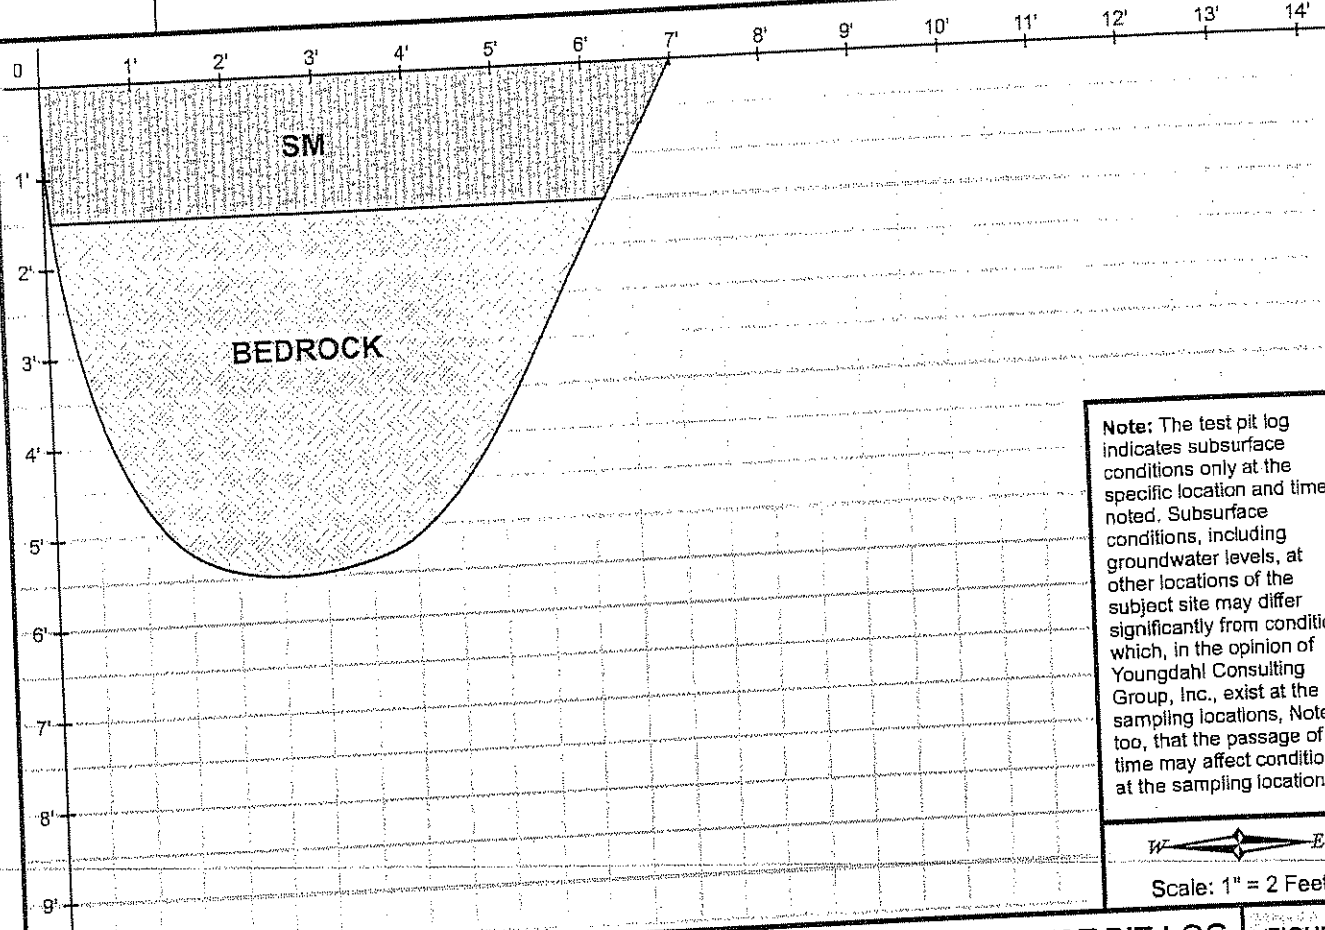 0 1' 2' 3' 4' 5' 6' 7' 8' 9' 10' 11' 12' 13' 14'
SM
1'
2'
BEDROCK
3'
4'
5'
6'
7'
8'
9'
Note: The test pit log
indicates subsurface
conditions only at the
specific location and time
noted. Subsurface
conditions, including
groundwater levels, at
other locations of the
subject site may differ
significantly from conditio
which, in the opinion of
Youngdahl Consulting
Group, Inc., exist at the
sampling locations, Note
too, that the passage of
time may affect conditio
at the sampling location
W E
Scale: 1" = 2 Feet
PIT LOG